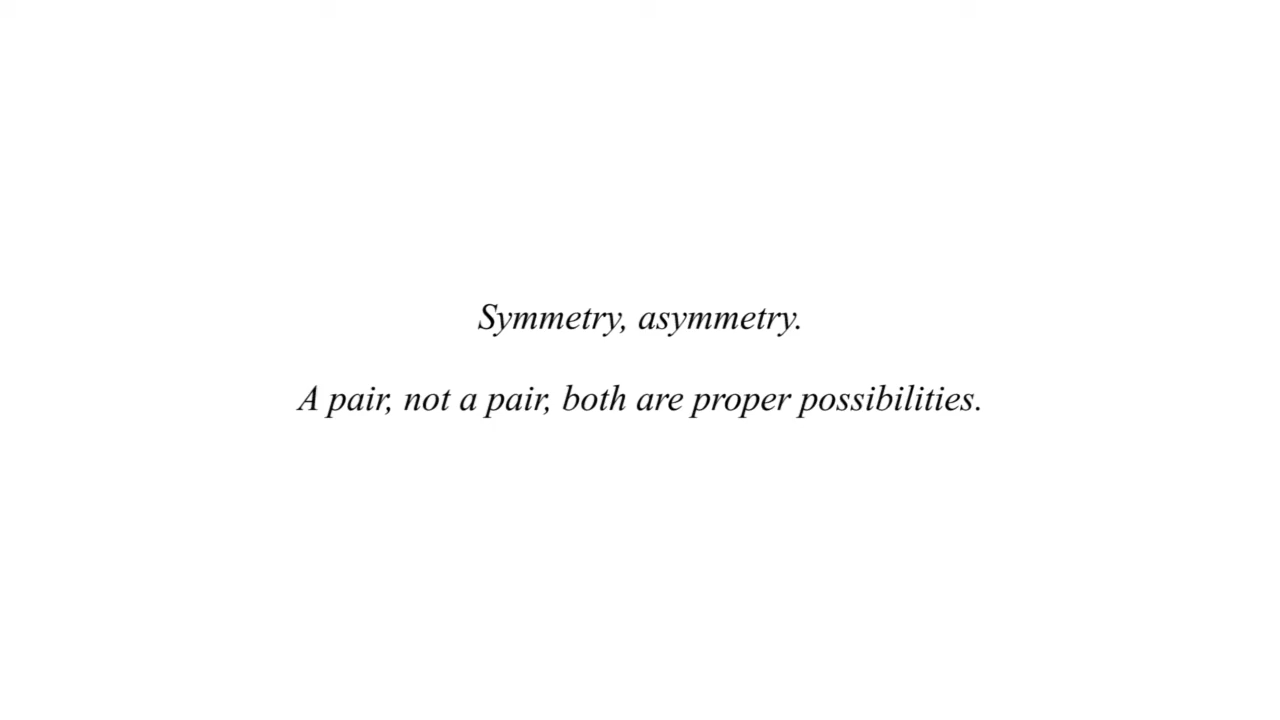 Symmetry, asymmetry.
A pair, not a pair, both are proper possibilities.